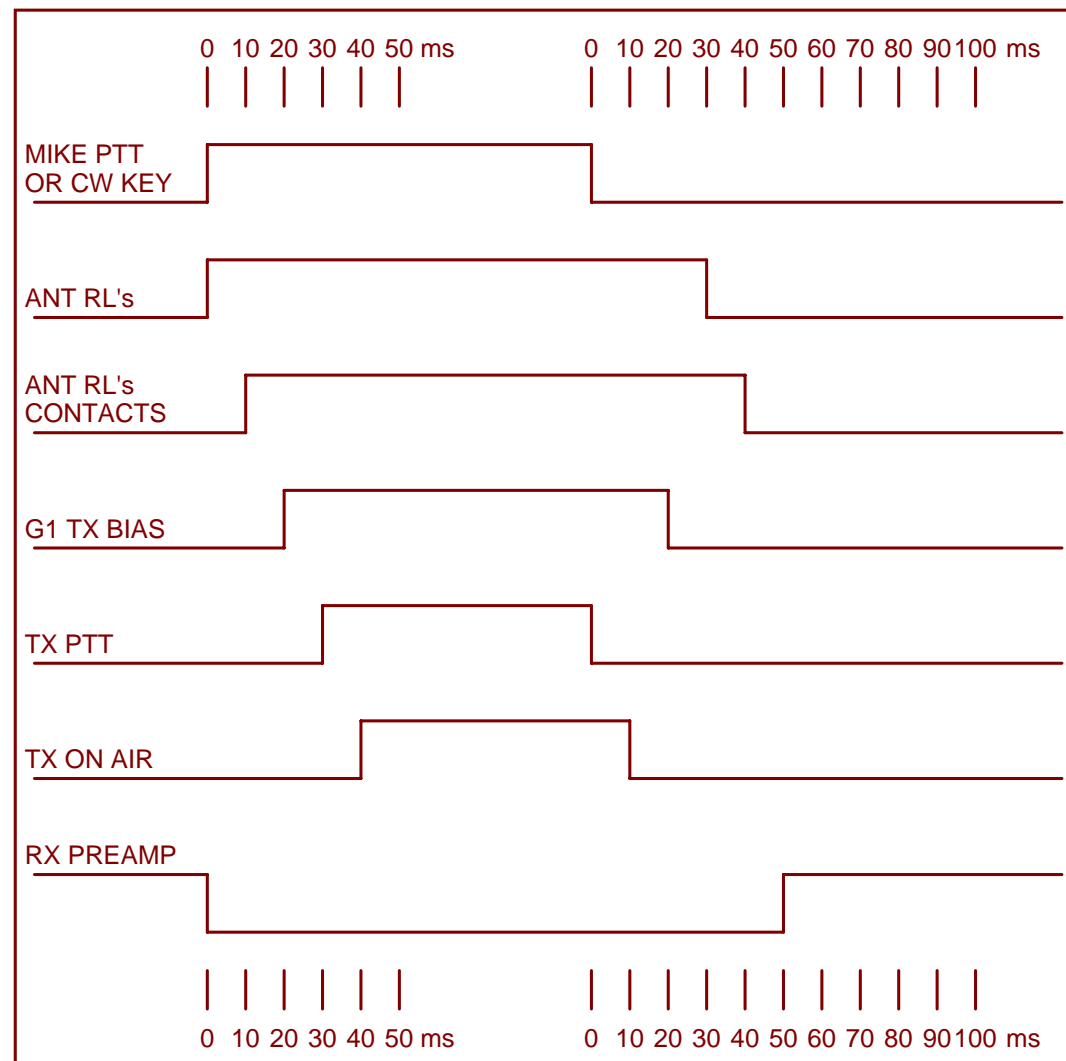 0 10 20 30 40 50 ms 0 10 20 30 40 50 60 70 80 90 100 ms
MIKE PTT
OR CW KEY
ANT RL's
ANT RL's
CONTACTS
G1 TX BIAS
TX PTT
TX ON AIR
RX PREAMP
0 10 20 30 40 50 ms 0 10 20 30 40 50 60 70 80 90 100 ms